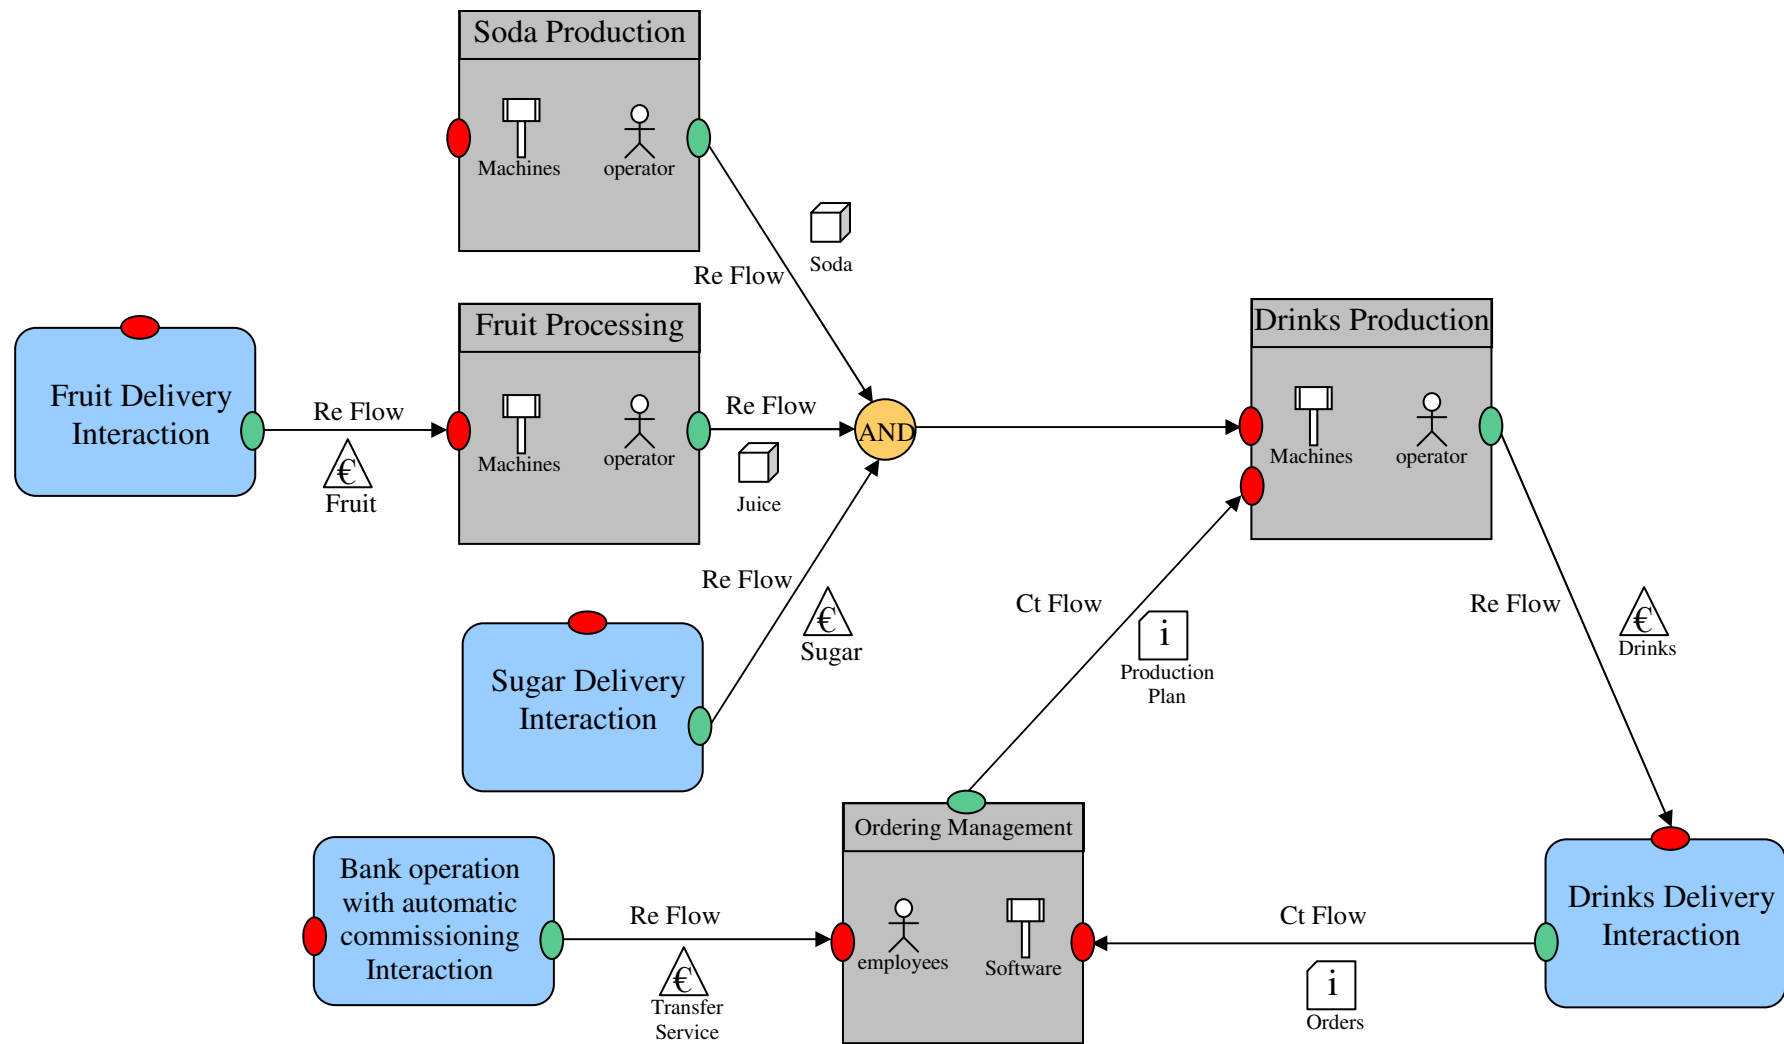 Soda Production
Machines
operator
Soda
Re Flow
Fruit Delivery
Interaction
Re Flow
€
Fruit
Fruit Processing
Machines
operator
Re Flow
Juice
AND
Drinks Production
Machines
operator
Re Flow
€
Sugar
Sugar Delivery
Interaction
Ct Flow
i
Production
Plan
Re Flow
€
Drinks
Bank operation
with automatic
commissioning
Interaction
Re Flow
€
Transfer
Service
Ordering Management
employees
Software
Ct Flow
i
Orders
Drinks Delivery
Interaction